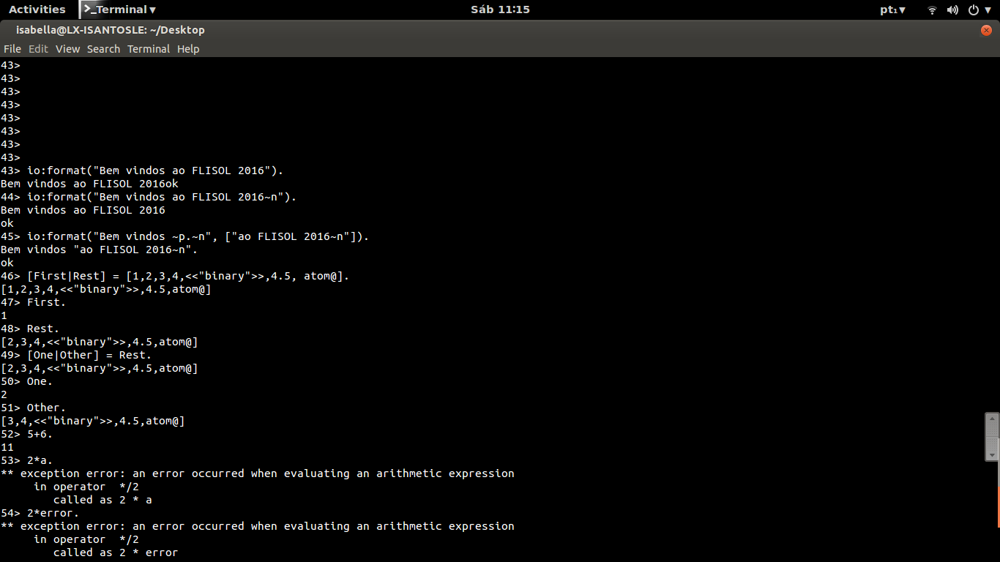 Activities >_Terminal ▾ Sáb 11:15 pt₁▾
isabella@LX-ISANTOSLE: ~/Desktop
File Edit View Search Terminal Help
43>
43>
43>
43>
43>
43>
43>
43>
43> io:format("Bem vindos ao FLISOL 2016").
Bem vindos ao FLISOL 2016ok
44> io:format("Bem vindos ao FLISOL 2016~n").
Bem vindos ao FLISOL 2016
ok
45> io:format("Bem vindos ~p.~n", ["ao FLISOL 2016~n"]).
Bem vindos "ao FLISOL 2016~n".
ok
46> [First|Rest] = [1,2,3,4,<<"binary">>,4.5, atom@].
[1,2,3,4,<<"binary">>,4.5,atom@]
47> First.
1
48> Rest.
[2,3,4,<<"binary">>,4.5,atom@]
49> [One|Other] = Rest.
[2,3,4,<<"binary">>,4.5,atom@]
50> One.
2
51> Other.
[3,4,<<"binary">>,4.5,atom@]
52> 5+6.
11
53> 2*a.
** exception error: an error occurred when evaluating an arithmetic expression
     in operator  */2
        called as 2 * a
54> 2*error.
** exception error: an error occurred when evaluating an arithmetic expression
     in operator  */2
        called as 2 * error